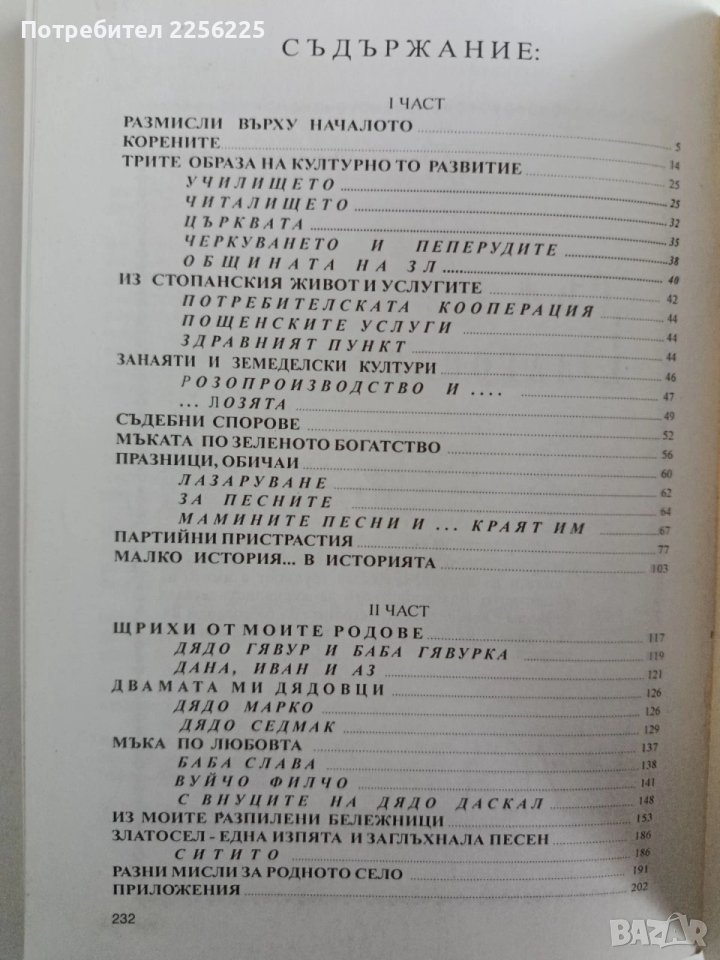 Потребител 2256225
СЪДЪРЖАНИЕ:
I ЧАСТ
РАЗМИСЛИ ВЪРХУ НАЧАЛОТО 5
КОРЕНИТЕ 14
ТРИТЕ ОБРАЗА НА КУЛТУРНО ТО РАЗВИТИЕ 25
УЧИЛИЩЕТО 25
ЧИТАЛИЩЕТО 32
ЦЪРКВАТА 35
ЧЕРКУВАНЕТО И ПЕПЕРУДИТЕ 38
ОБЩИНАТА НА ЗЛ 40
ИЗ СТОПАНСКИЯ ЖИВОТ И УСЛУГИТЕ 42
ПОТРЕБИТЕЛСКАТА КООПЕРАЦИЯ 44
ПОЩЕНСКИТЕ УСЛУГИ 44
ЗДРАВНИЯТ ПУНКТ 44
ЗАНАЯТИ И ЗЕМЕДЕЛСКИ КУЛТУРИ 46
РОЗОПРОИЗВОДСТВО И .... 47
... ЛОЗЯТА 49
СЪДЕБНИ СПОРОВЕ 52
МЪКАТА ПО ЗЕЛЕНОТО БОГАТСТВО 56
ПРАЗНИЦИ, ОБИЧАИ 60
ЛАЗАРУВАНЕ 62
ЗА ПЕСНИТЕ 64
МАМИНИТЕ ПЕСНИ И ... КРАЯТ ИМ 67
ПАРТИЙНИ ПРИСТРАСТИЯ 77
МАЛКО ИСТОРИЯ... В ИСТОРИЯТА 103
II ЧАСТ
ЩРИХИ ОТ МОИТЕ РОДОВЕ 117
ДЯДО ГЯВУР И БАБА ГЯВУРКА 119
ДАНА, ИВАН И АЗ 121
ДВАМАТА МИ ДЯДОВЦИ 126
ДЯДО МАРКО 126
ДЯДО СЕДМАК 129
МЪКА ПО ЛЮБОВТА 137
БАБА СЛАВА 138
ВУЙЧО ФИЛЧО 141
С ВНУЦИТЕ НА ДЯДО ДАСКАЛ 148
ИЗ МОИТЕ РАЗПИЛЕНИ БЕЛЕЖНИЦИ 153
ЗЛАТОСЕЛ - ЕДНА ИЗПЯТА И ЗАГЛЪХНАЛА ПЕСЕН 186
СИТИТО 186
РАЗНИ МИСЛИ ЗА РОДНОТО СЕЛО 191
ПРИЛОЖЕНИЯ 202
232
BAZAR